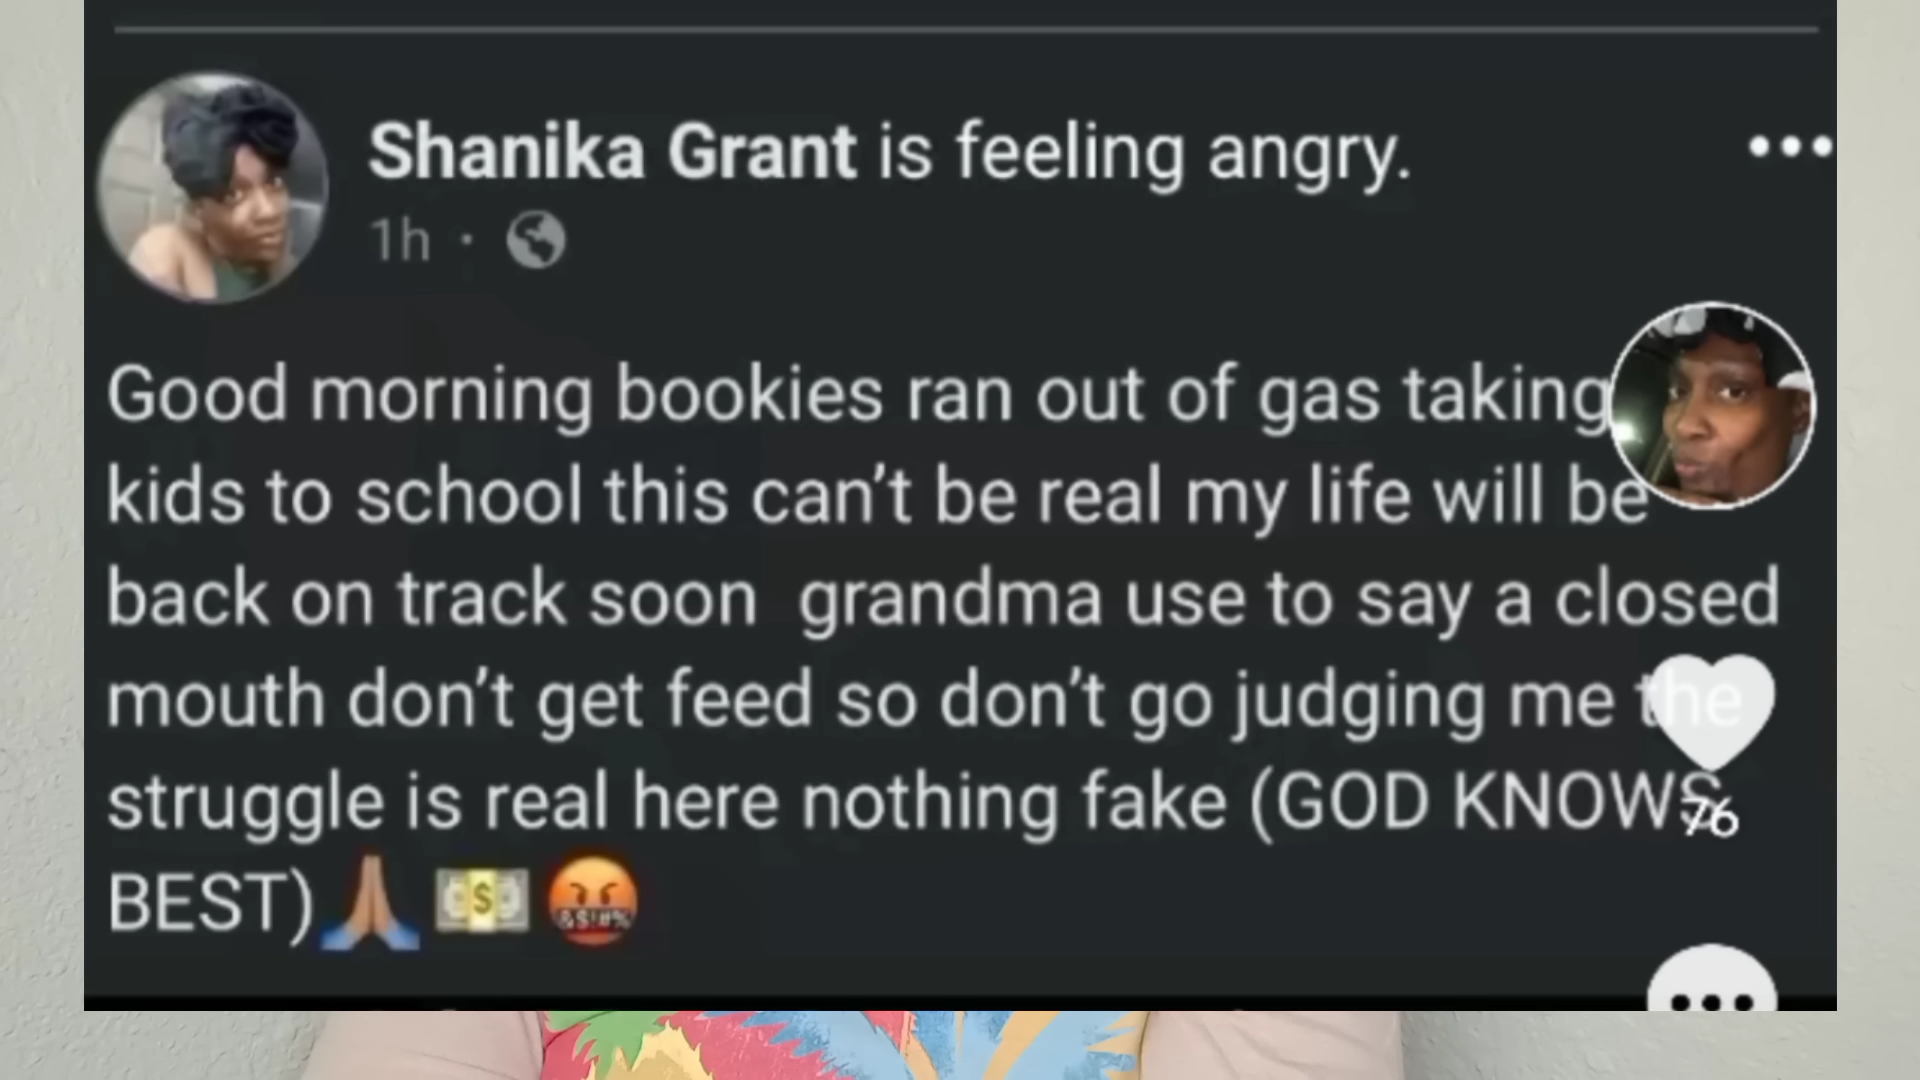 Shanika Grant is feeling angry.
1h ·
Good morning bookies ran out of gas taking
kids to school this can't be real my life will be
back on track soon grandma use to say a closed
mouth don't get feed so don't go judging me the
struggle is real here nothing fake (GOD KNOWS
76
BEST)